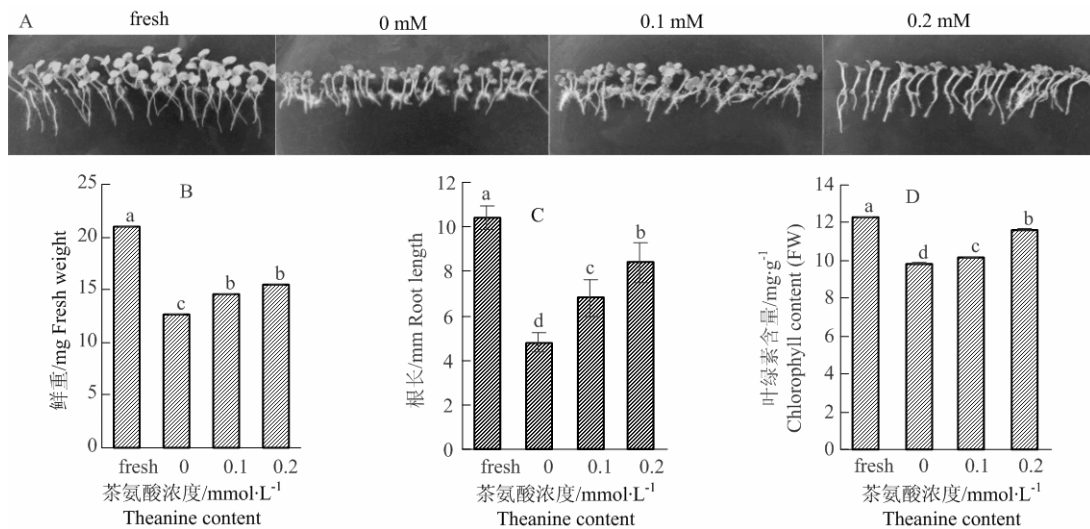 A
fresh
0 mM
0.1 mM
0.2 mM
B
25
20
15
10
5
0
鲜重/mg Fresh weight
a
c
b
b
fresh 0 0.1 0.2
茶氨酸浓度/mmol·L⁻¹
Theanine content
C
12
10
8
6
4
2
0
根长/mm Root length
a
d
c
b
fresh 0 0.1 0.2
茶氨酸浓度/mmol·L⁻¹
Theanine content
D
14
12
10
8
6
4
2
0
叶绿素含量/mg·g⁻¹
Chlorophyll content (FW)
a
d
c
b
fresh 0 0.1 0.2
茶氨酸浓度/mmol·L⁻¹
Theanine content